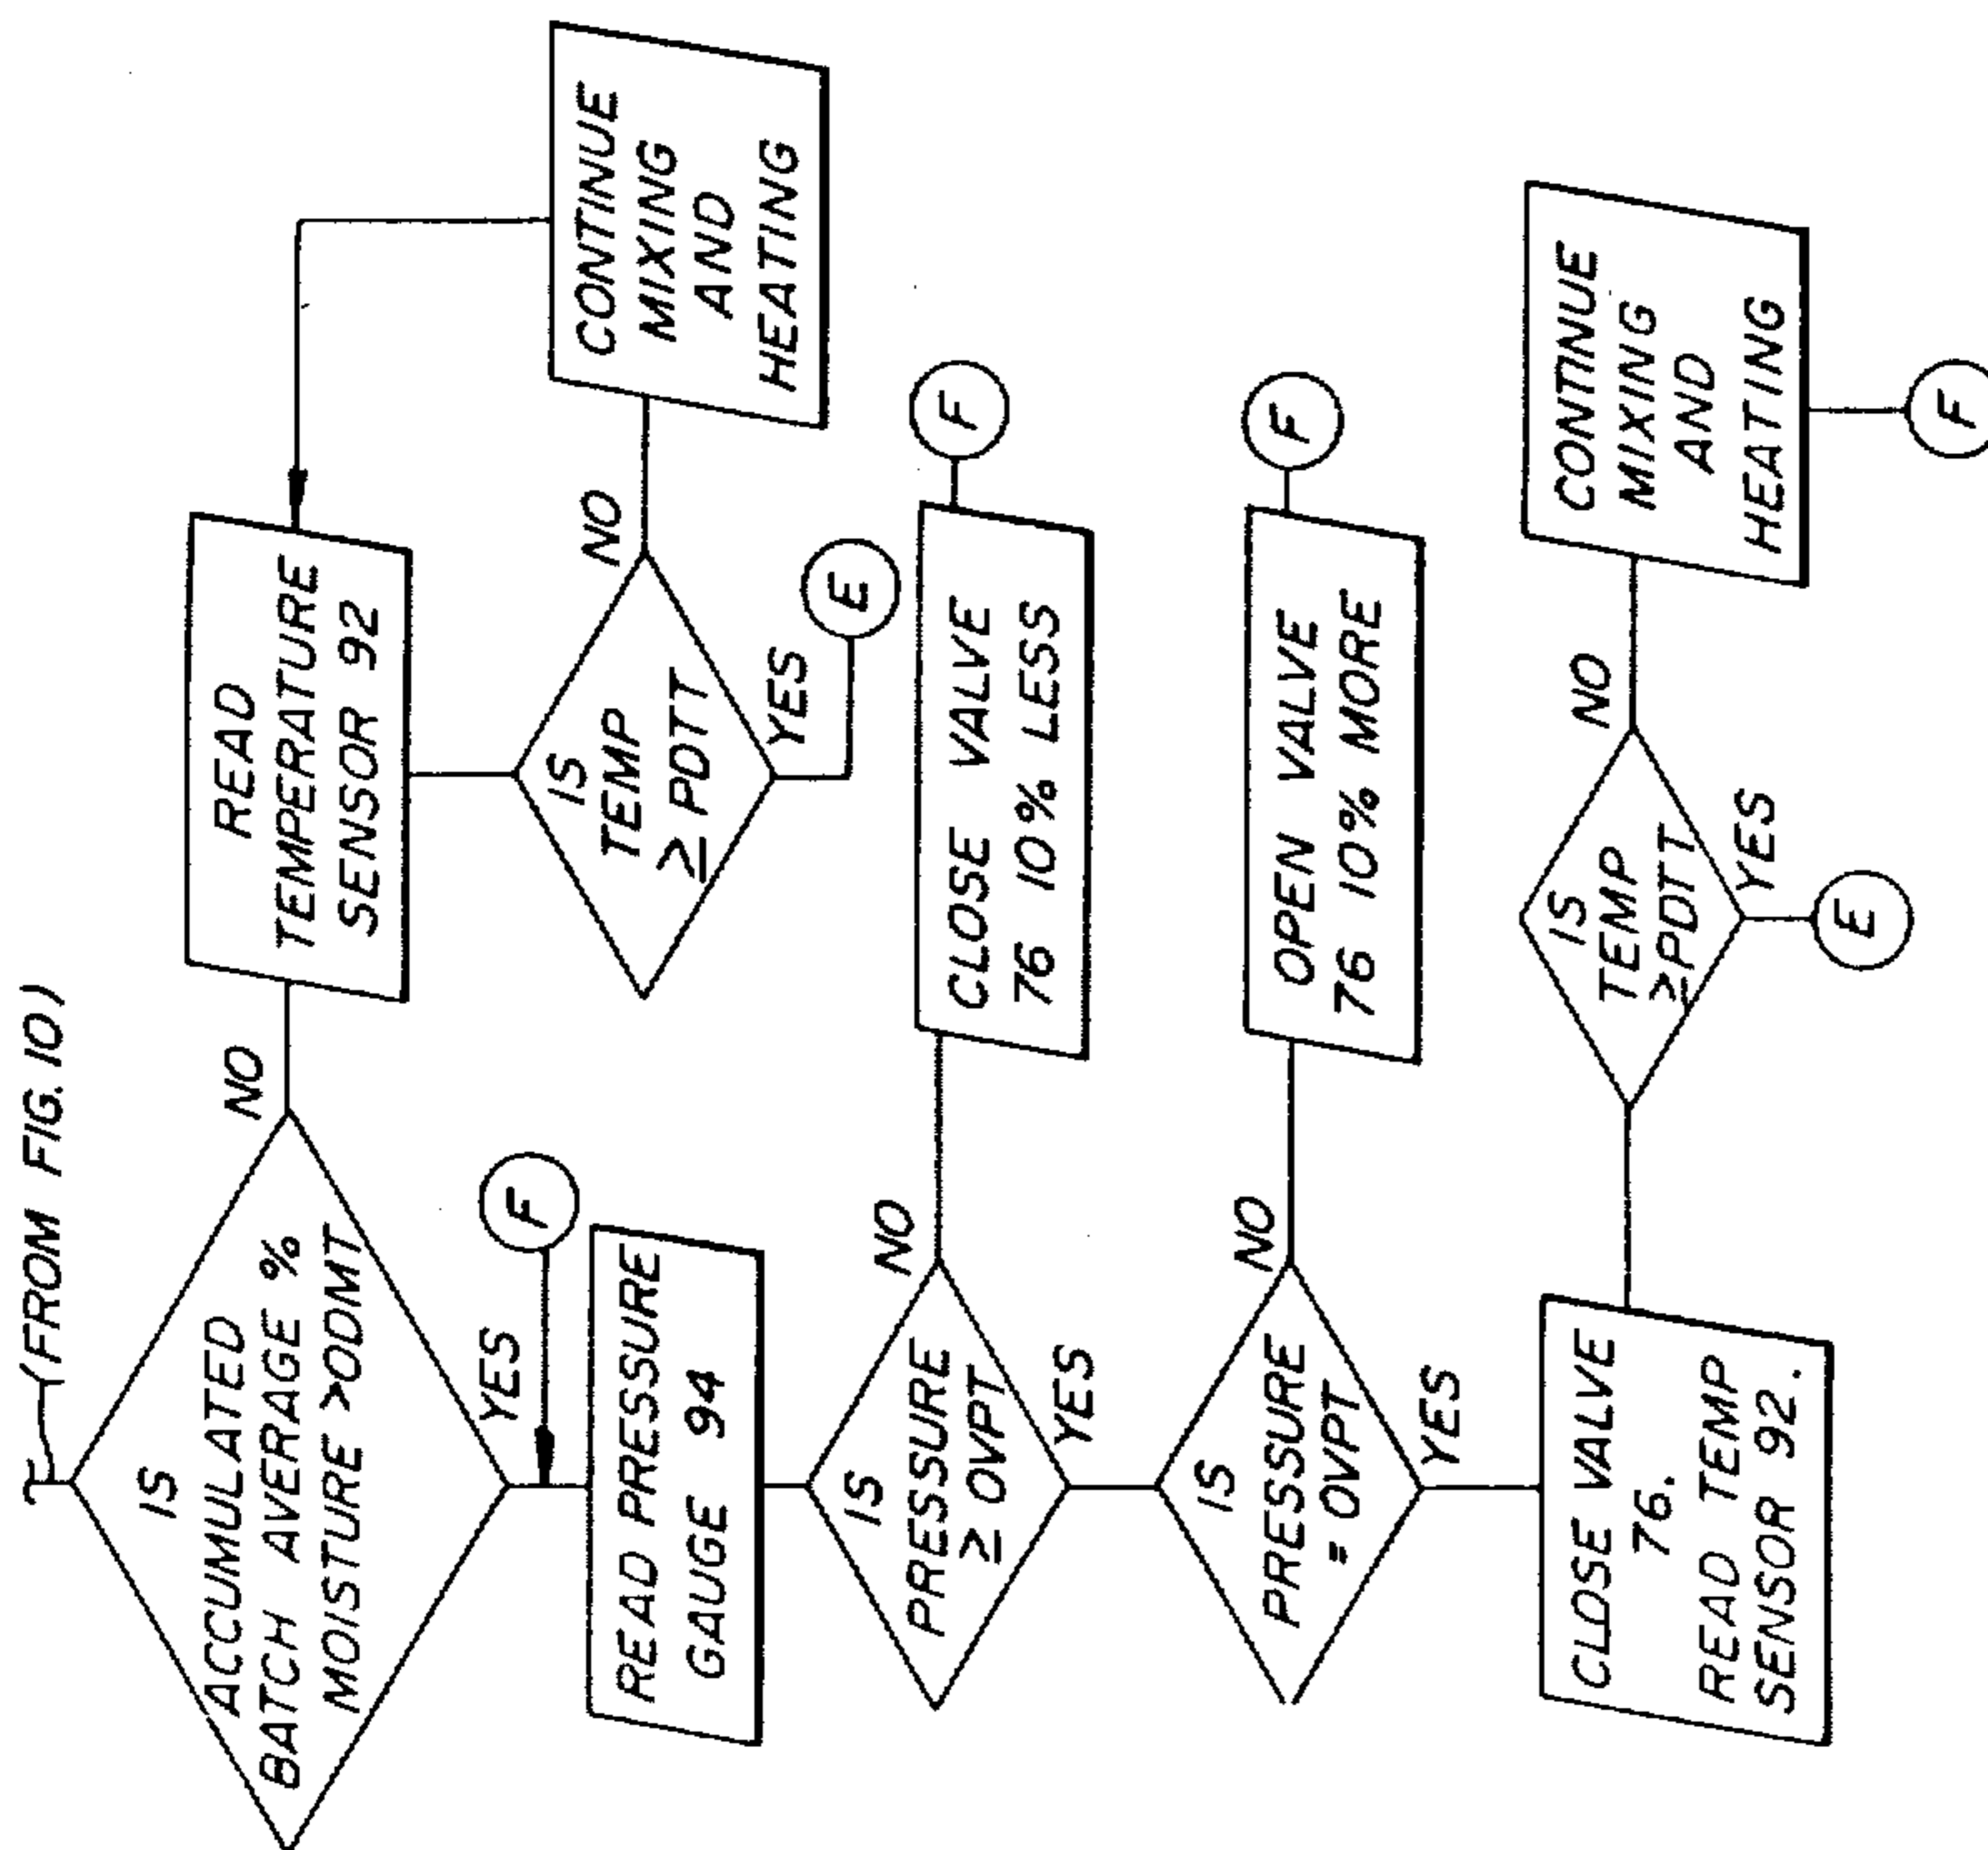 (FROM FIG. 10)
IS
ACCUMULATED
BATCH AVERAGE %
MOISTURE >ODMT
NO
READ
TEMPERATURE
SENSOR 92
IS
TEMP
≥ PDTT
NO
CONTINUE
MIXING
AND
HEATING
YES
E
YES
F
READ PRESSURE
GAUGE 94
IS
PRESSURE
≥ OVPT
NO
CLOSE VALVE
76 10% LESS
F
YES
IS
PRESSURE
= OVPT
NO
OPEN VALVE
76 10% MORE
F
YES
CLOSE VALVE
76.
READ TEMP
SENSOR 92.
IS
TEMP
≥PDTT
NO
CONTINUE
MIXING
AND
HEATING
F
YES
E